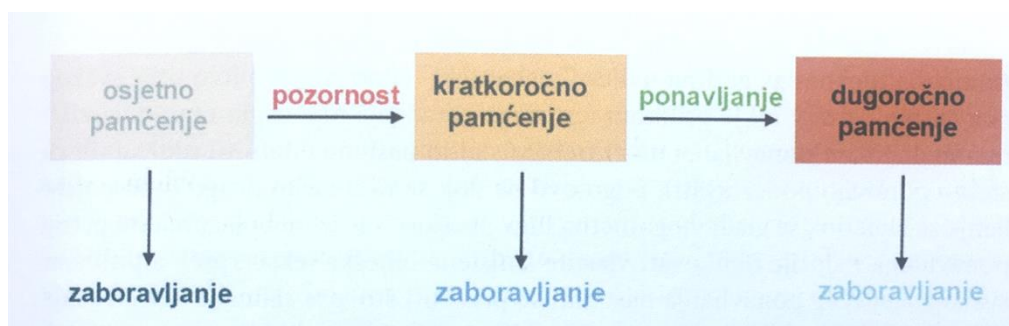 osjetno
pamćenje
pozornost
kratkoročno
pamćenje
ponavljanje
dugoročno
pamćenje
zaboravljanje
zaboravljanje
zaboravljanje